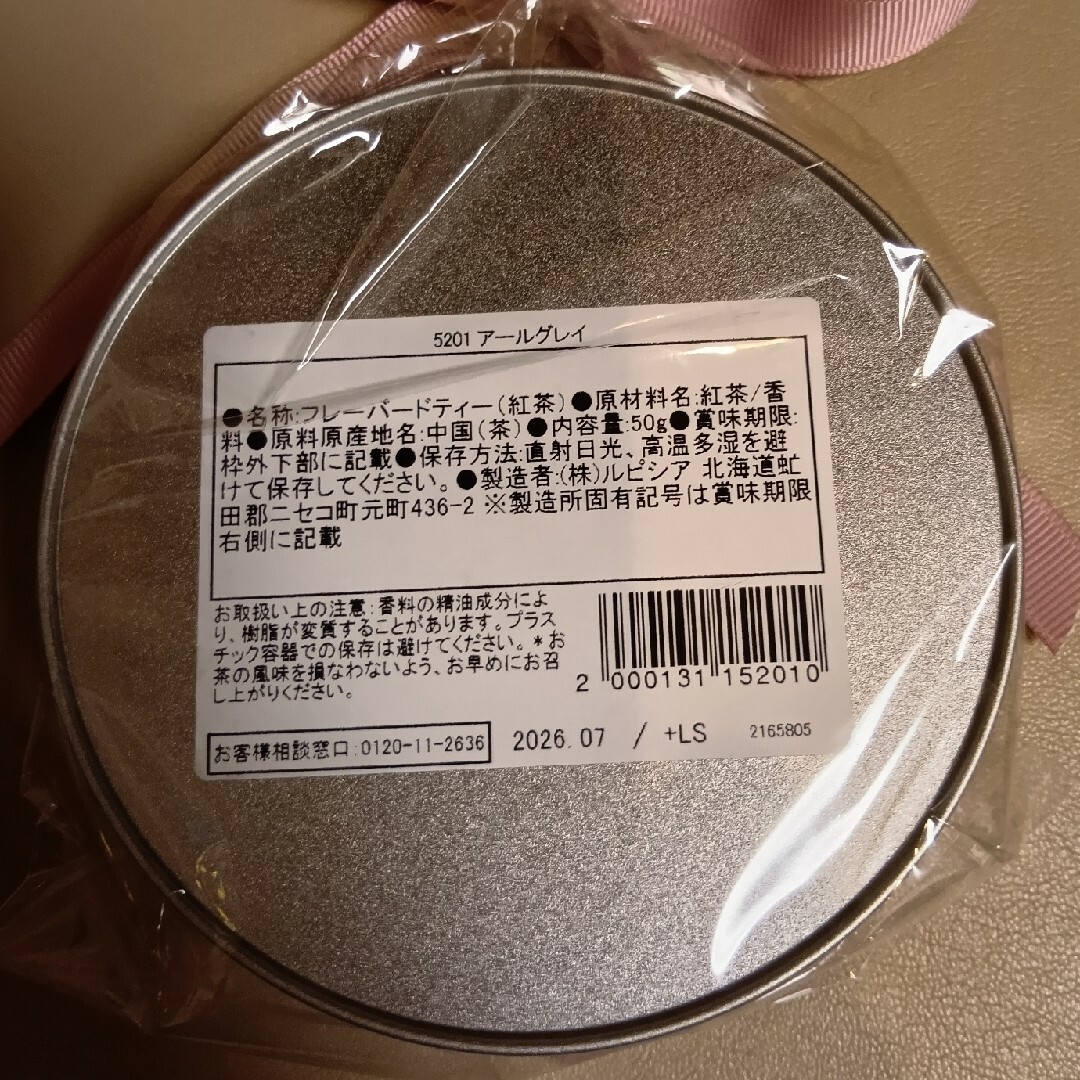 5201 アールグレイ
●名称:フレーバードティー(紅茶)●原材料名:紅茶/香
料●原料原産地名:中国(茶)●内容量:50g●賞味期限:
枠外下部に記載●保存方法:直射日光、高温多湿を避
けて保存してください。●製造者:(株)ルピシア 北海道虻
田郡ニセコ町元町436-2 ※製造所固有記号は賞味期限
右側に記載
お取扱い上の注意:香料の精油成分によ
り、樹脂が変質することがあります。プラス
チック容器での保存は避けてください。*お
茶の風味を損なわないよう、お早めにお召
し上がりください。
2 000131 152010
お客様相談窓口:0120-11-2636
2026.07 / +LS 2165805